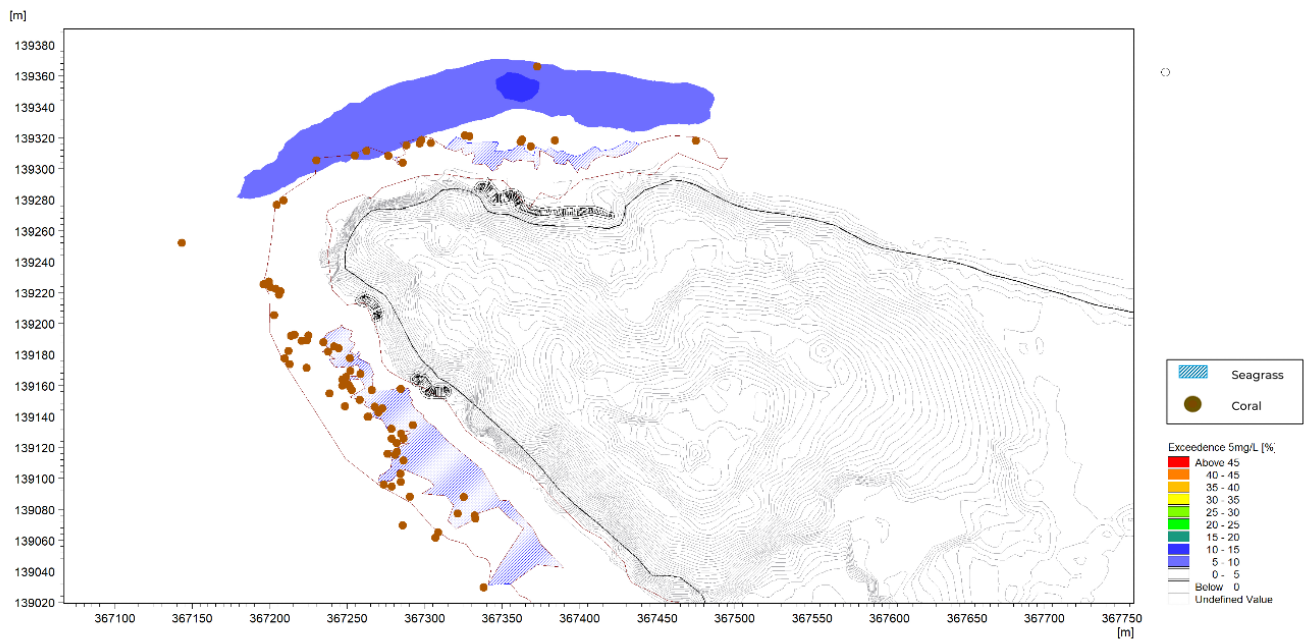 [m]
139380
139360
139340
139320
139300
139280
139260
139240
139220
139200
139180
139160
139140
139120
139100
139080
139060
139040
139020
367100 367150 367200 367250 367300 367350 367400 367450 367500 367550 367600 367650 367700 367750
[m]
Seagrass
Coral
Exceedence 5mg/L [%]
Above 45
40 - 45
35 - 40
30 - 35
25 - 30
20 - 25
15 - 20
10 - 15
5 - 10
0 - 5
Below 0
Undefined Value